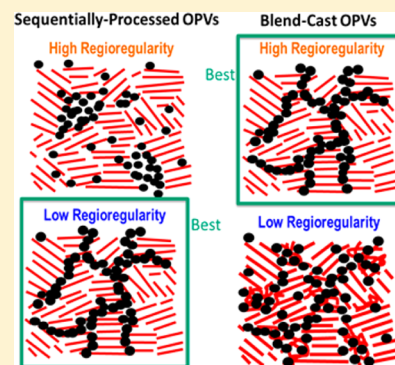 Sequentially-Processed OPVs
Blend-Cast OPVs
High Regioregularity
High Regioregularity
Best
Low Regioregularity
Best
Low Regioregularity